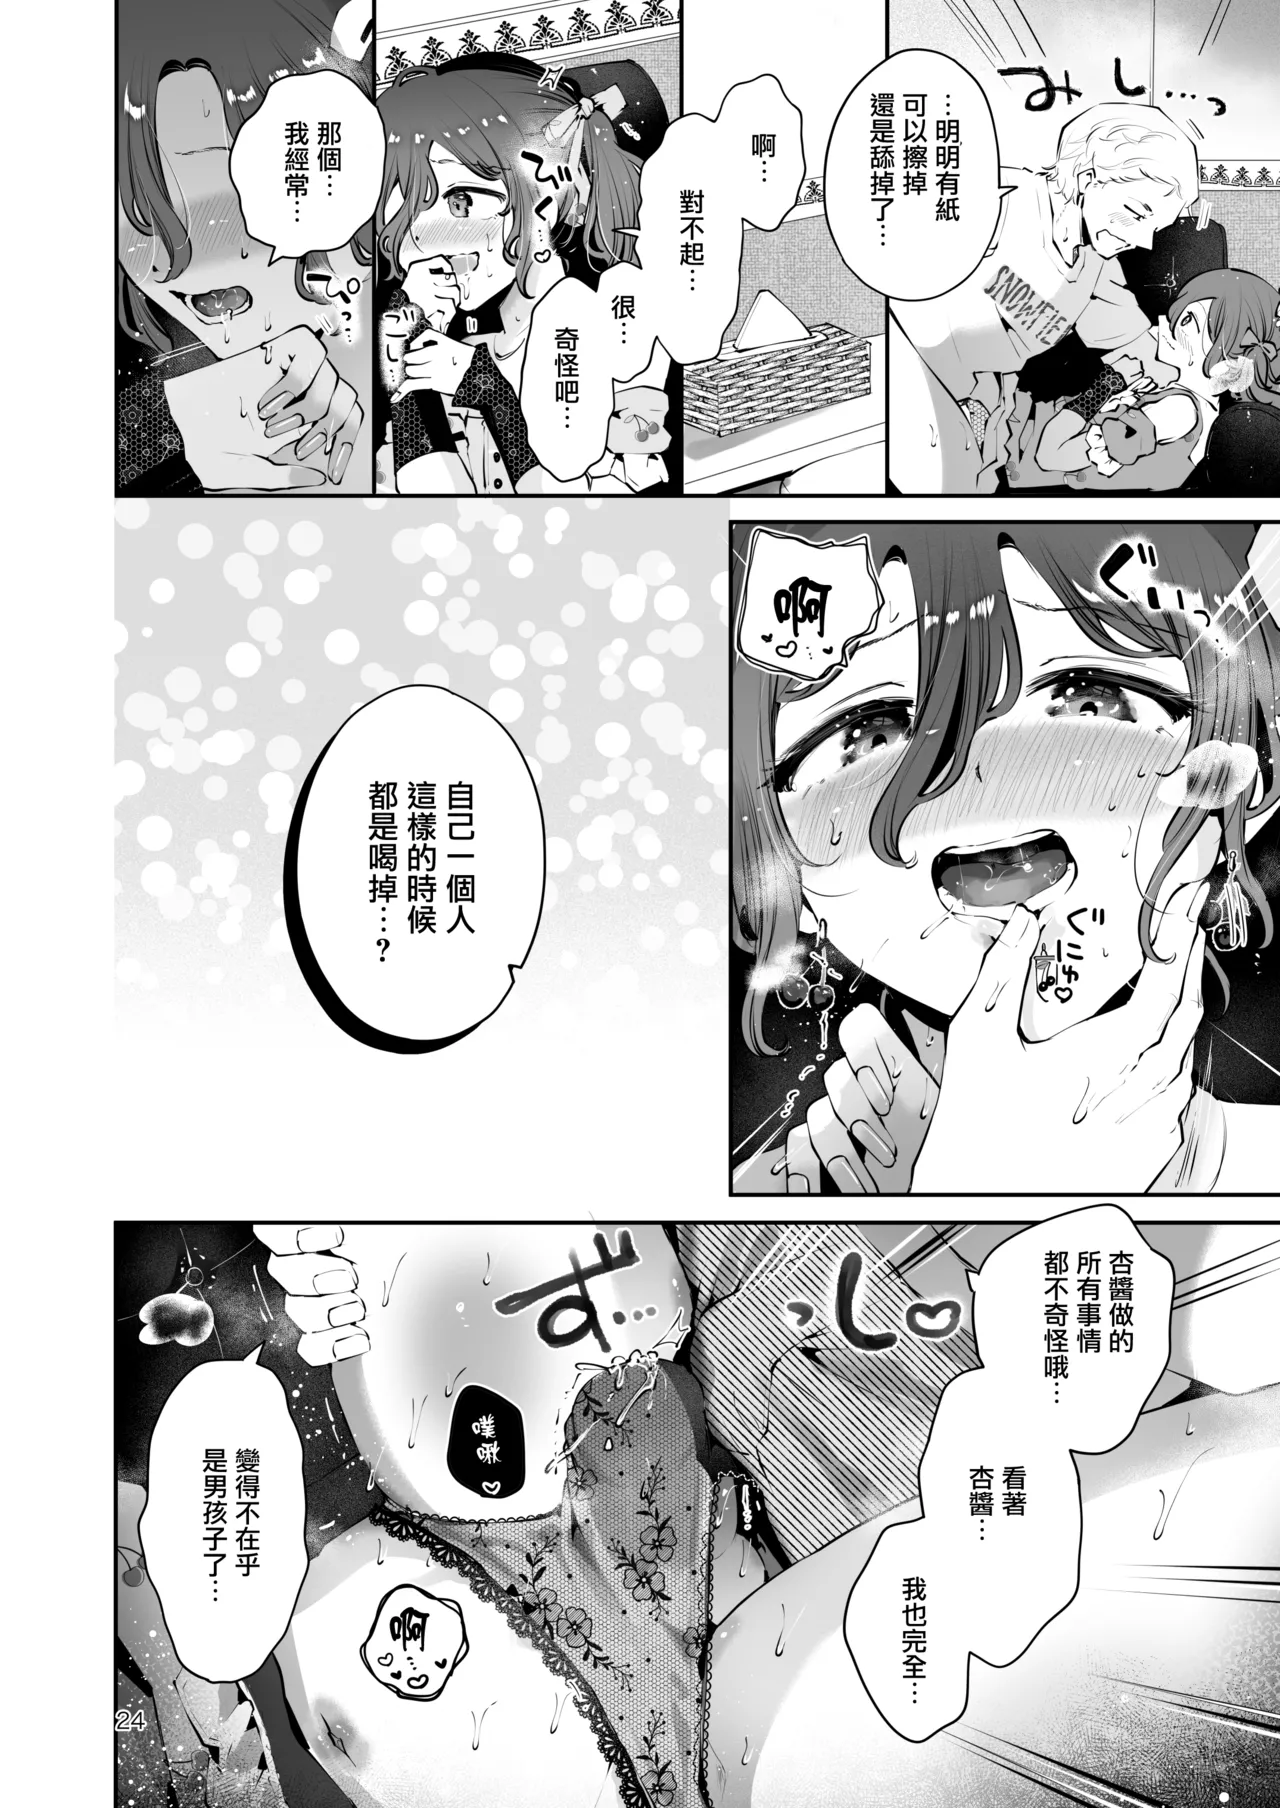 …明明有紙
可以擦掉
還是舔掉了…
みし…っ
SNOWFIE
啊…
對不起…
很…
奇怪吧…
ごく♡
那個…
我經常…
啊♡…♡
ぐい…っ
ぐにゅ♡
自己一個人
這樣的時候
都是喝掉…?
杏醬做的
所有事情
都不奇怪哦…
看著
杏醬…
我也完全…
ずしっ♡
噗啾♡
啊…♡♡
變得不在乎
是男孩子了…
24